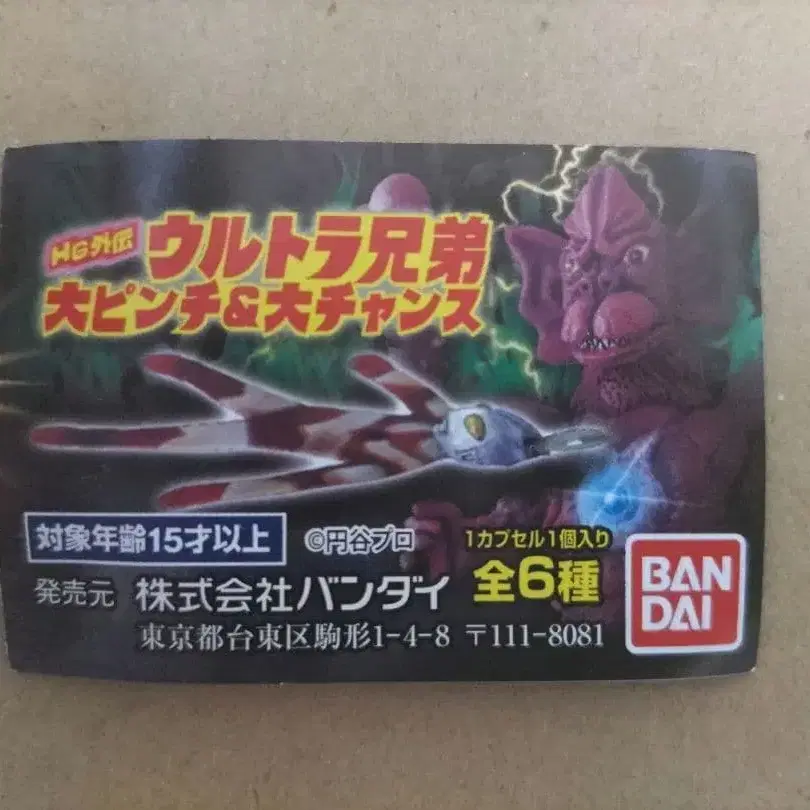 HG外伝 ウルトラ兄弟
大ピンチ&大チャンス
対象年齢15才以上 ©円谷プロ
1カプセル1個入り
全6種
発売元 株式会社バンダイ
東京都台東区駒形1-4-8 〒111-8081
BAN
DAI